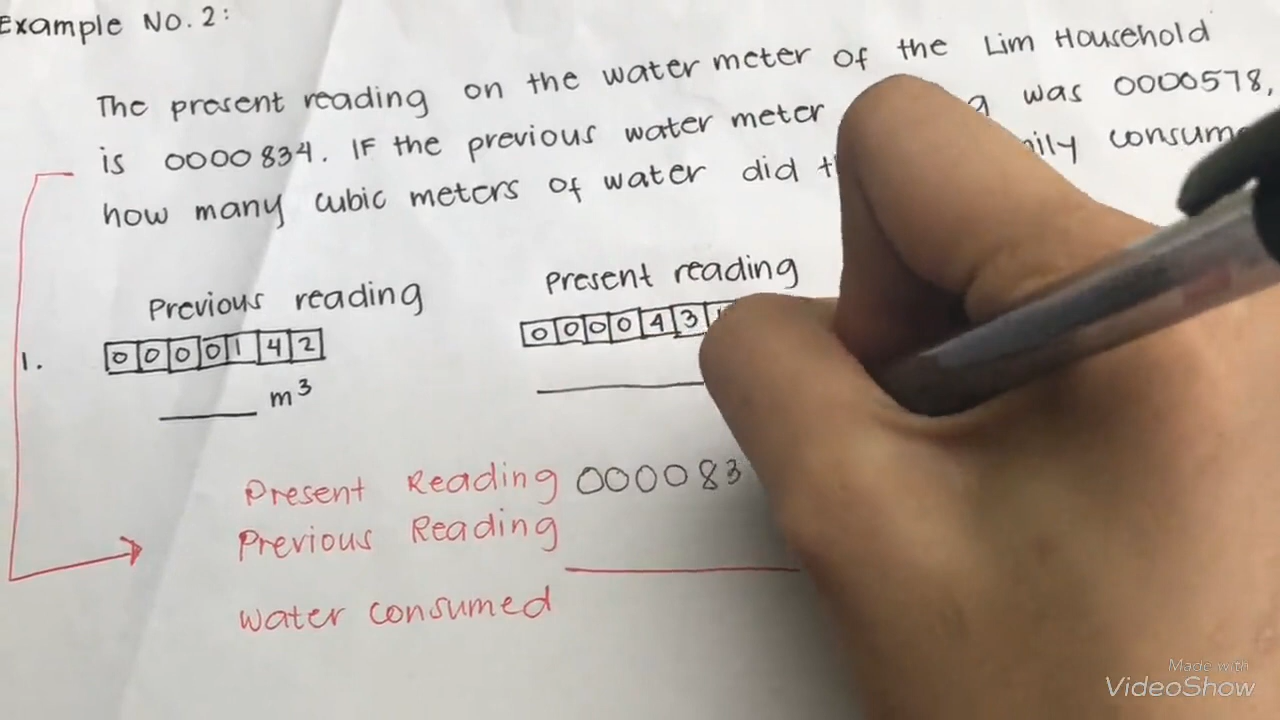 Example No. 2:
The present reading on the water meter of the Lim Household
is 0000834. IF the previous water meter was 0000578,
how many cubic meters of water did
Previous reading Present reading
1. 0000142 000043
m³
Present Reading 000083
Previous Reading
water consumed
Made with
VideoShow